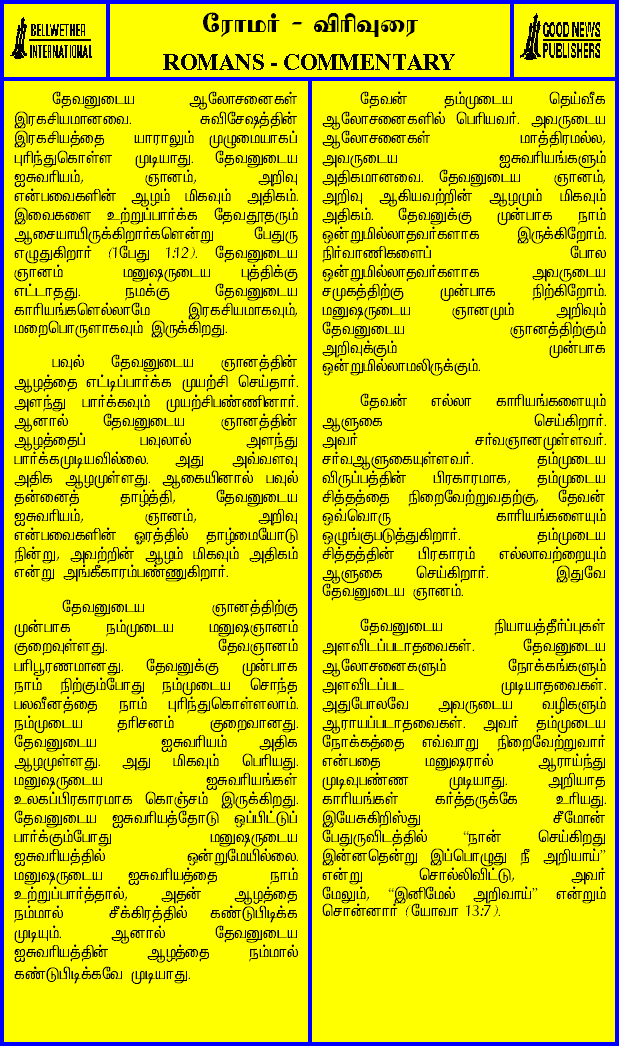 BELLWETHER
INTERNATIONAL
ரோமர் - விரிவுரை
ROMANS - COMMENTARY
GOOD NEWS
PUBLISHERS
தேவனுடைய ஆலோசனைகள்
இரகசியமானவை. சுவிசேஷத்தின்
இரகசியத்தை யாராலும் முழுமையாகப்
புரிந்துகொள்ள முடியாது. தேவனுடைய
ஐசுவரியம், ஞானம், அறிவு
என்பவைகளின் ஆழம் மிகவும் அதிகம்.
இவைகளை உற்றுப்பார்க்க தேவதூதரும்
ஆசையாயிருக்கிறார்களென்று பேதுரு
எழுதுகிறார் (1பேது 1:12). தேவனுடைய
ஞானம் மனுஷருடைய புத்திக்கு
எட்டாதது. நமக்கு தேவனுடைய
காரியங்களெல்லாமே இரகசியமாகவும்,
மறைபொருளாகவும் இருக்கிறது.
பவுல் தேவனுடைய ஞானத்தின்
ஆழத்தை எட்டிப்பார்க்க முயற்சி செய்தார்.
அளந்து பார்க்கவும் முயற்சிபண்ணினார்.
ஆனால் தேவனுடைய ஞானத்தின்
ஆழத்தைப் பவுலால் அளந்து
பார்க்கமுடியவில்லை. அது அவ்வளவு
அதிக ஆழமுள்ளது. ஆகையினால் பவுல்
தன்னைத் தாழ்த்தி, தேவனுடைய
ஐசுவரியம், ஞானம், அறிவு
என்பவைகளின் ஓரத்தில் தாழ்மையோடு
நின்று, அவற்றின் ஆழம் மிகவும் அதிகம்
என்று அங்கீகாரம்பண்ணுகிறார்.
தேவனுடைய ஞானத்திற்கு
முன்பாக நம்முடைய மனுஷஞானம்
குறைவுள்ளது. தேவஞானம்
பரிபூரணமானது. தேவனுக்கு முன்பாக
நாம் நிற்கும்போது நம்முடைய சொந்த
பலவீனத்தை நாம் புரிந்துகொள்ளலாம்.
நம்முடைய தரிசனம் குறைவானது.
தேவனுடைய ஐசுவரியம் அதிக
ஆழமுள்ளது. அது மிகவும் பெரியது.
மனுஷருடைய ஐசுவரியங்கள்
உலகப்பிரகாரமாக கொஞ்சம் இருக்கிறது.
தேவனுடைய ஐசுவரியத்தோடு ஒப்பிட்டுப்
பார்க்கும்போது மனுஷருடைய
ஐசுவரியத்தில் ஒன்றுமேயில்லை.
மனுஷருடைய ஐசுவரியத்தை நாம்
உற்றுப்பார்த்தால், அதன் ஆழத்தை
நம்மால் சீக்கிரத்தில் கண்டுபிடிக்க
முடியும். ஆனால் தேவனுடைய
ஐசுவரியத்தின் ஆழத்தை நம்மால்
கண்டுபிடிக்கவே முடியாது.
தேவன் தம்முடைய தெய்வீக
ஆலோசனைகளில் பெரியவர். அவருடைய
ஆலோசனைகள் மாத்திரமல்ல,
அவருடைய ஐசுவரியங்களும்
அதிகமானவை. தேவனுடைய ஞானம்,
அறிவு ஆகியவற்றின் ஆழமும் மிகவும்
அதிகம். தேவனுக்கு முன்பாக நாம்
ஒன்றுமில்லாதவர்களாக இருக்கிறோம்.
நிர்வாணிகளைப் போல
ஒன்றுமில்லாதவர்களாக அவருடைய
சமுகத்திற்கு முன்பாக நிற்கிறோம்.
மனுஷருடைய ஞானமும் அறிவும்
தேவனுடைய ஞானத்திற்கும்
அறிவுக்கும் முன்பாக
ஒன்றுமில்லாமலிருக்கும்.
தேவன் எல்லா காரியங்களையும்
ஆளுகை செய்கிறார்.
அவர் சர்வஞானமுள்ளவர்.
சர்வஆளுகையுள்ளவர். தம்முடைய
விருப்பத்தின் பிரகாரமாக, தம்முடைய
சித்தத்தை நிறைவேற்றுவதற்கு, தேவன்
ஒவ்வொரு காரியங்களையும்
ஒழுங்குபடுத்துகிறார். தம்முடைய
சித்தத்தின் பிரகாரம் எல்லாவற்றையும்
ஆளுகை செய்கிறார். இதுவே
தேவனுடைய ஞானம்.
தேவனுடைய நியாயத்தீர்ப்புகள்
அளவிடப்படாதவைகள். தேவனுடைய
ஆலோசனைகளும் நோக்கங்களும்
அளவிடப்பட முடியாதவைகள்.
அதுபோலவே அவருடைய வழிகளும்
ஆராயப்படாதவைகள். அவர் தம்முடைய
நோக்கத்தை எவ்வாறு நிறைவேற்றுவார்
என்பதை மனுஷரால் ஆராய்ந்து
முடிவுபண்ண முடியாது. அறியாத
காரியங்கள் கர்த்தருக்கே உரியது.
இயேசுகிறிஸ்து சீமோன்
பேதுருவிடத்தில் “நான் செய்கிறது
இன்னதென்று இப்பொழுது நீ அறியாய்”
என்று சொல்லிவிட்டு, அவர்
மேலும், “இனிமேல் அறிவாய்” என்றும்
சொன்னார் (யோவா 13:7).